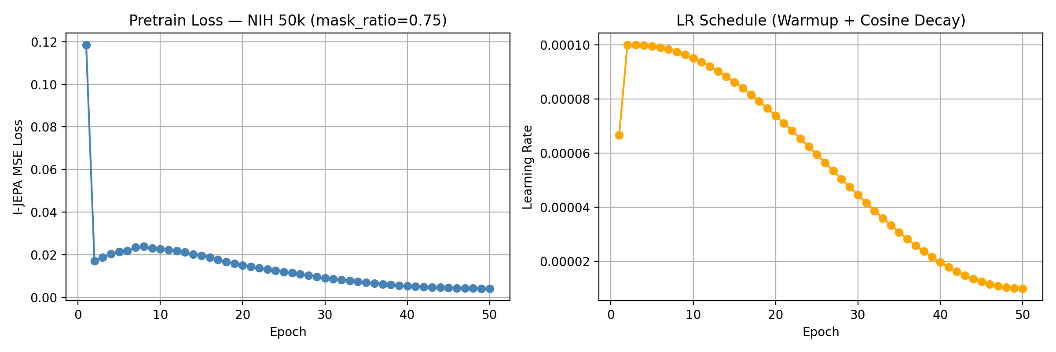 Pretrain Loss — NIH 50k (mask_ratio=0.75)
I-JEPA MSE Loss
0.12
0.10
0.08
0.06
0.04
0.02
0.00
0 10 20 30 40 50
Epoch
LR Schedule (Warmup + Cosine Decay)
Learning Rate
0.00010
0.00008
0.00006
0.00004
0.00002
0 10 20 30 40 50
Epoch